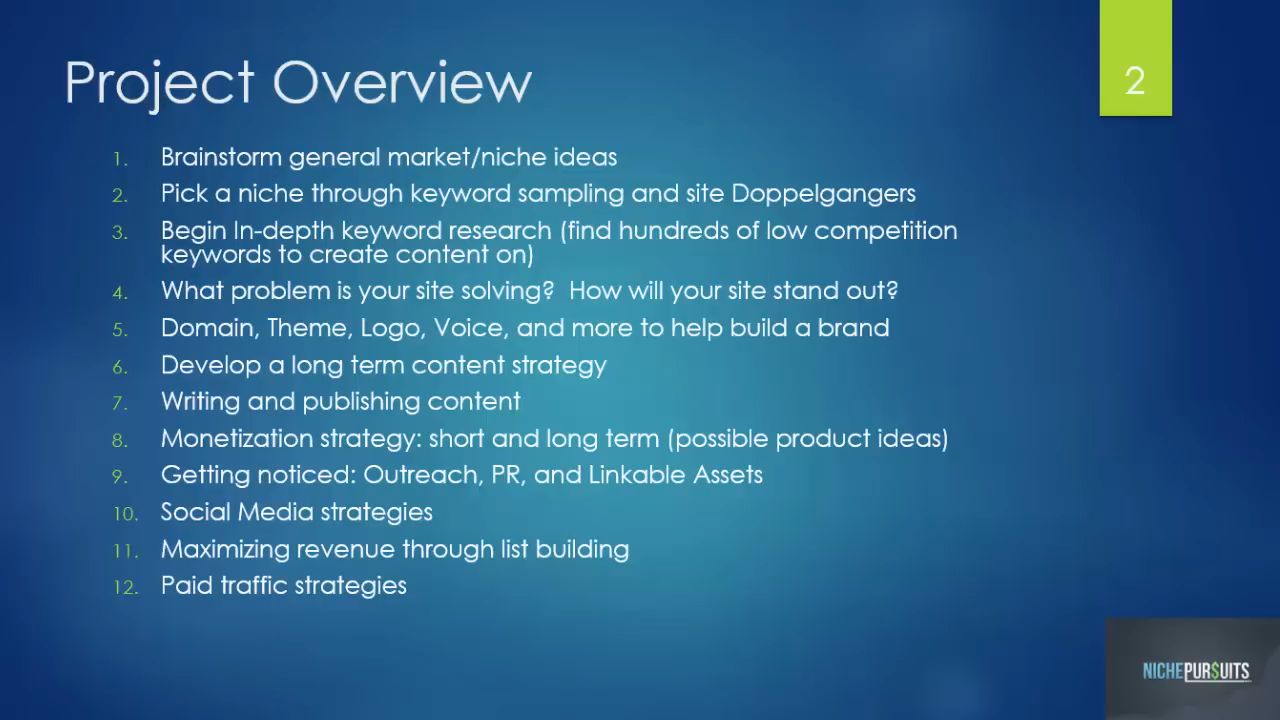 Project Overview
2
1. Brainstorm general market/niche ideas
2. Pick a niche through keyword sampling and site Doppelgangers
3. Begin In-depth keyword research (find hundreds of low competition
keywords to create content on)
4. What problem is your site solving?  How will your site stand out?
5. Domain, Theme, Logo, Voice, and more to help build a brand
6. Develop a long term content strategy
7. Writing and publishing content
8. Monetization strategy: short and long term (possible product ideas)
9. Getting noticed: Outreach, PR, and Linkable Assets
10. Social Media strategies
11. Maximizing revenue through list building
12. Paid traffic strategies
NICHEPUR$UITS